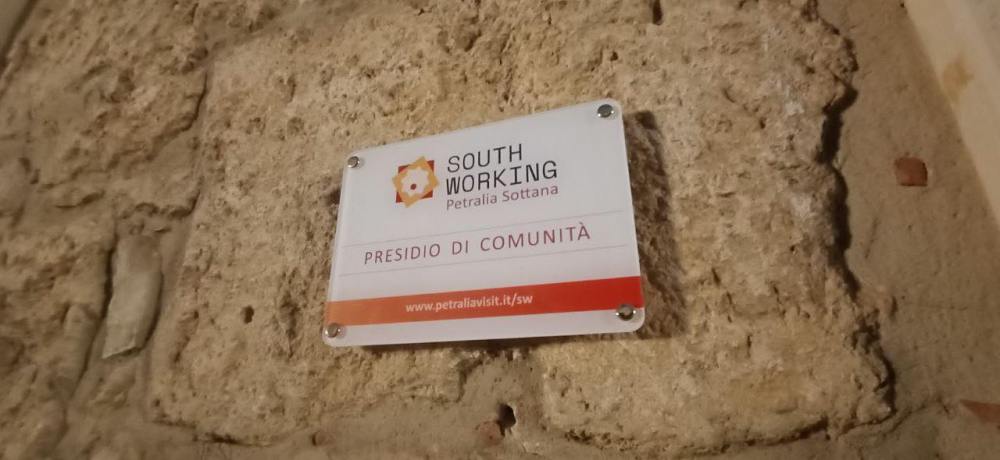 SOUTH
WORKING
Petralia Sottana
PRESIDIO DI COMUNITÀ
www.petraliavisit.it/sw